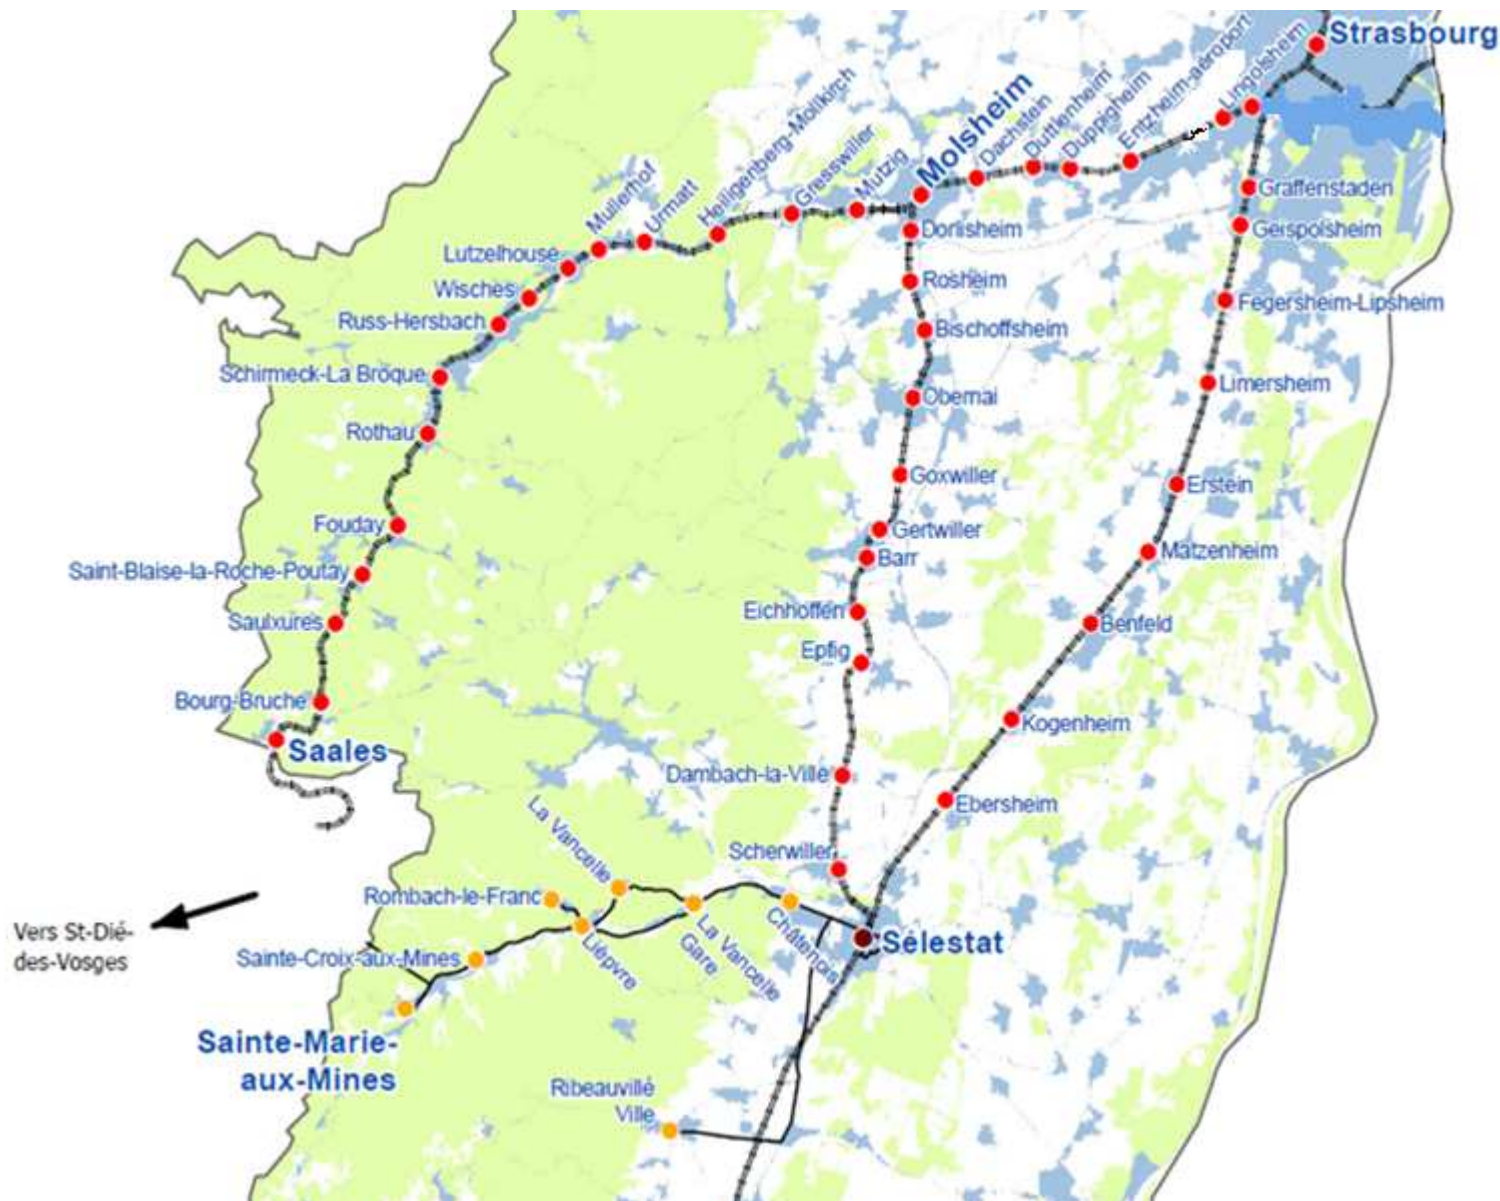 Strasbourg
Lingolsheim
Entzheim-aéroport
Duppigheim
Duttlenheim
Dachstein
Molsheim
Mutzig
Gresswiller
Heiligenberg-Mollkirch
Urmatt
Mullerhof
Lutzelhouse
Wisches
Russ-Hersbach
Schirmeck-La Broque
Rothau
Fouday
Saint-Blaise-la-Roche-Poutay
Saulxures
Bourg-Bruche
Saales
Dorlisheim
Rosheim
Bischoffsheim
Obernai
Goxwiller
Gertwiller
Barr
Eichhoffen
Epfig
Dambach-la-Ville
Scherwiller
Graffenstaden
Geispolsheim
Fegersheim-Lipsheim
Limersheim
Erstein
Matzenheim
Benfeld
Kogenheim
Ebersheim
Sélestat
Châtenois
La Vancelle
Gare
La Vancelle
Lièpvre
Rombach-le-Franc
Sainte-Croix-aux-Mines
Sainte-Marie-
aux-Mines
Ribeauvillé
Ville
Vers St-Dié-
des-Vosges